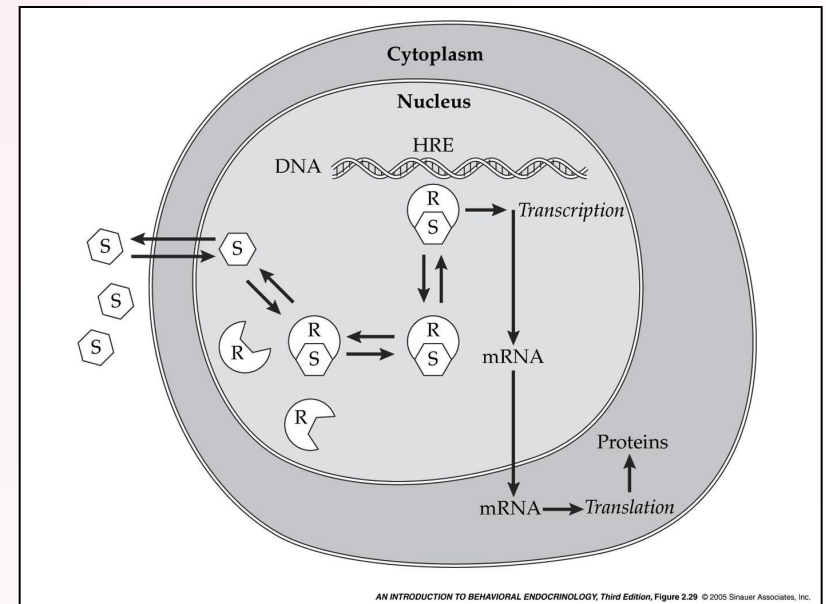 Cytoplasm
Nucleus
HRE
DNA
R
S
Transcription
S
S
S
S
R
R
S
R
S
mRNA
R
Proteins
mRNA
Translation
AN INTRODUCTION TO BEHAVIORAL ENDOCRINOLOGY, Third Edition, Figure 2.29 © 2005 Sinauer Associates, Inc.